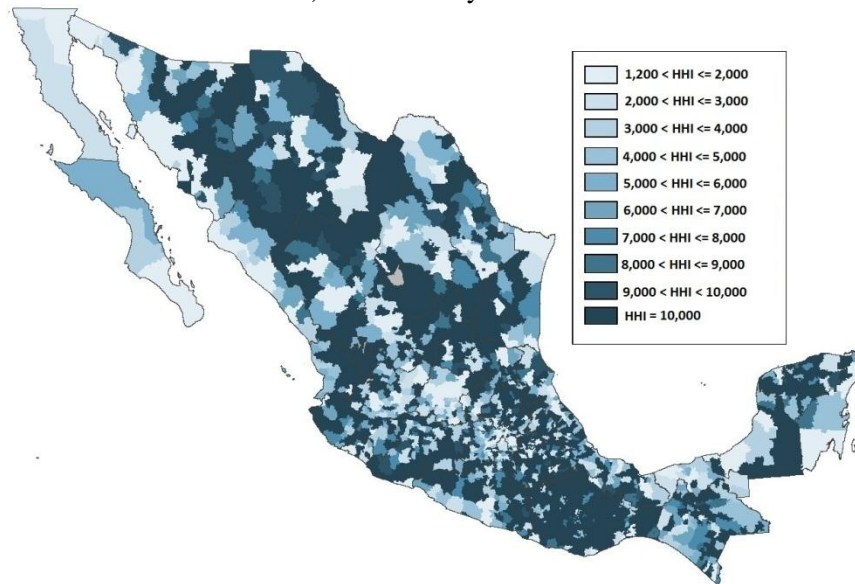 1,200 < HHI <= 2,000
2,000 < HHI <= 3,000
3,000 < HHI <= 4,000
4,000 < HHI <= 5,000
5,000 < HHI <= 6,000
6,000 < HHI <= 7,000
7,000 < HHI <= 8,000
8,000 < HHI <= 9,000
9,000 < HHI < 10,000
HHI = 10,000